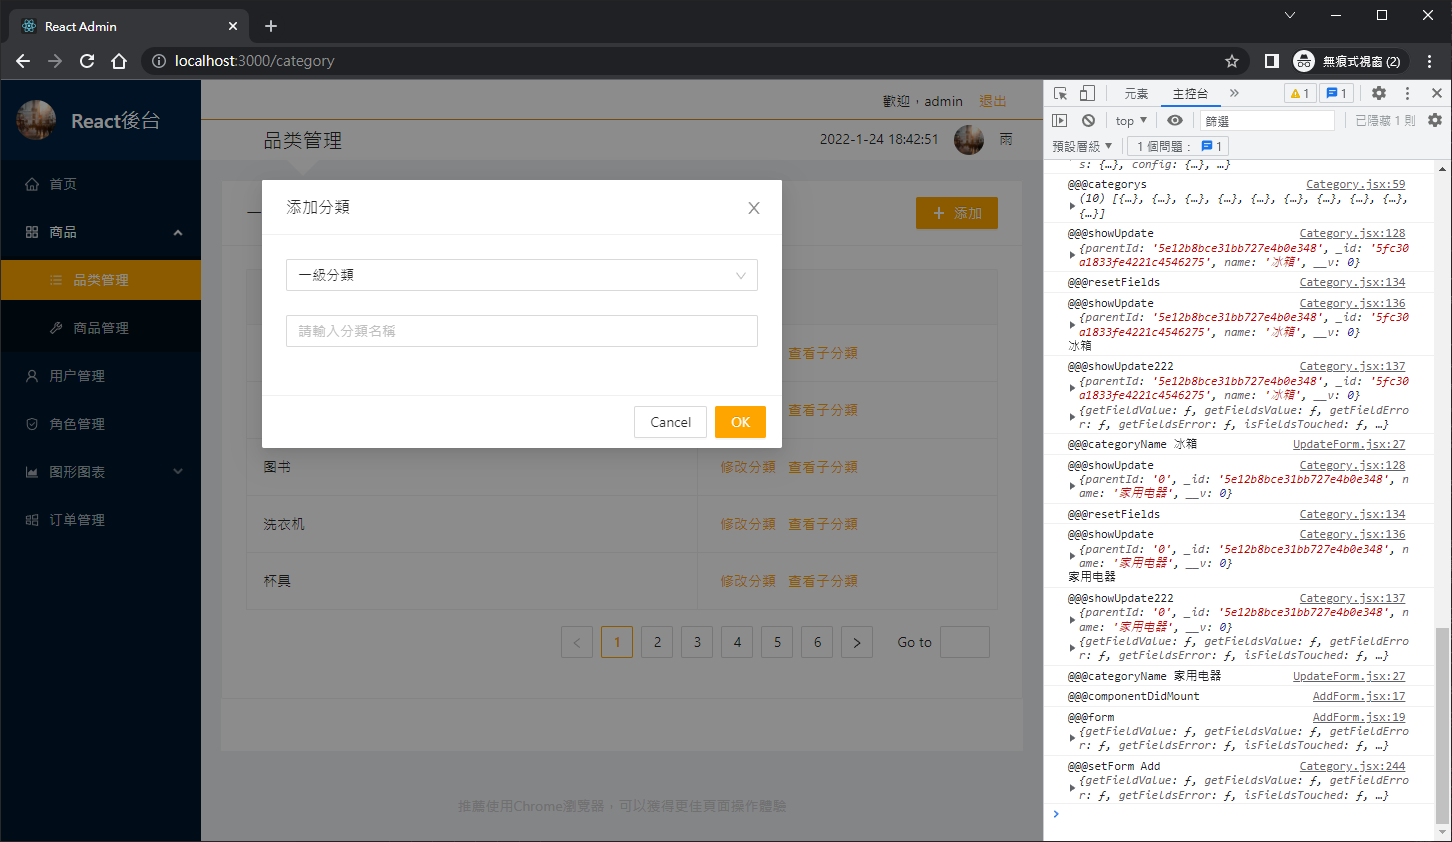 React Admin
localhost:3000/category
無痕式視窗 (2)
React後台
首页
商品
品类管理
商品管理
用户管理
角色管理
图形图表
订单管理
歡迎，admin 退出
品类管理
2022-1-24 18:42:51 雨
添加
添加分類
一級分類
請輸入分類名稱
Cancel OK
查看子分類
查看子分類
图书 修改分類 查看子分類
洗衣机 修改分類 查看子分類
杯具 修改分類 查看子分類
< 1 2 3 4 5 6 > Go to
推薦使用Chrome瀏覽器，可以獲得更佳頁面操作體驗
元素 主控台 » 1 1
top ▼ 篩選 已隱藏 1 則
預設層級 ▼ 1 個問題： 1
s: {…}, config: {…}, …}
@@@categorys Category.jsx:59
(10) [{…}, {…}, {…}, {…}, {…}, {…}, {…}, {…}, {…},
{…}]
@@@showUpdate Category.jsx:128
{parentId: '5e12b8bce31bb727e4b0e348', _id: '5fc30
a1833fe4221c4546275', name: '冰箱', __v: 0}
@@@resetFields Category.jsx:134
@@@showUpdate Category.jsx:136
{parentId: '5e12b8bce31bb727e4b0e348', _id: '5fc30
a1833fe4221c4546275', name: '冰箱', __v: 0}
冰箱
@@@showUpdate222 Category.jsx:137
{parentId: '5e12b8bce31bb727e4b0e348', _id: '5fc30
a1833fe4221c4546275', name: '冰箱', __v: 0}
{getFieldValue: ƒ, getFieldsValue: ƒ, getFieldErro
r: ƒ, getFieldsError: ƒ, isFieldsTouched: ƒ, …}
@@@categoryName 冰箱 UpdateForm.jsx:27
@@@showUpdate Category.jsx:128
{parentId: '0', _id: '5e12b8bce31bb727e4b0e348', n
ame: '家用电器', __v: 0}
@@@resetFields Category.jsx:134
@@@showUpdate Category.jsx:136
{parentId: '0', _id: '5e12b8bce31bb727e4b0e348', n
ame: '家用电器', __v: 0}
家用电器
@@@showUpdate222 Category.jsx:137
{parentId: '0', _id: '5e12b8bce31bb727e4b0e348', n
ame: '家用电器', __v: 0}
{getFieldValue: ƒ, getFieldsValue: ƒ, getFieldErro
r: ƒ, getFieldsError: ƒ, isFieldsTouched: ƒ, …}
@@@categoryName 家用电器 UpdateForm.jsx:27
@@@componentDidMount AddForm.jsx:17
@@@form AddForm.jsx:19
{getFieldValue: ƒ, getFieldsValue: ƒ, getFieldErro
r: ƒ, getFieldsError: ƒ, isFieldsTouched: ƒ, …}
@@@setForm Add Category.jsx:244
{getFieldValue: ƒ, getFieldsValue: ƒ, getFieldErro
r: ƒ, getFieldsError: ƒ, isFieldsTouched: ƒ, …}